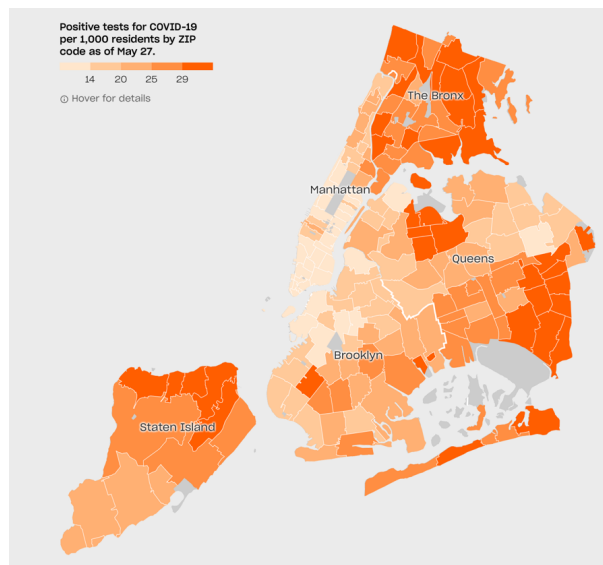 Positive tests for COVID-19
per 1,000 residents by ZIP
code as of May 27.
14 20 25 29
Hover for details
The Bronx
Manhattan
Queens
Brooklyn
Staten Island